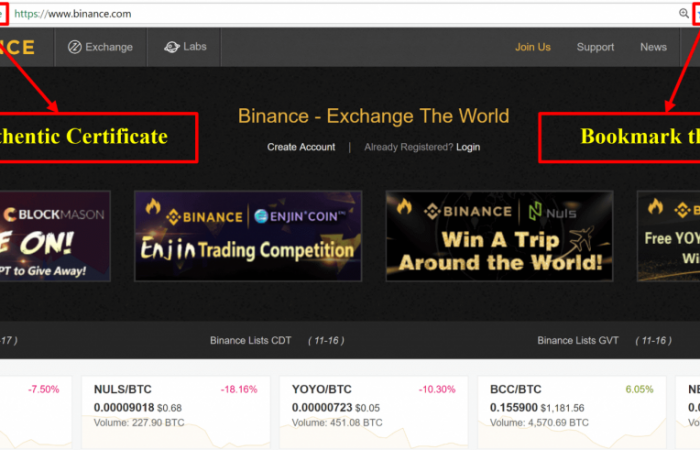 https://www.binance.com
NCE
Exchange
Labs
Join Us
Support
News
thentic Certificate
Bookmark th
Binance - Exchange The World
Create Account | Already Registered? Login
BLOCKMASON
E ON!
PT to Give Away!
BINANCE | ENJIN COIN
Enjin Trading Competition
BINANCE | Nuls
Win A Trip
Around the World!
BINANCE
Free YOY
Wi
-17 )
Binance Lists CDT ( 11-16 )
Binance Lists GVT ( 11-16 )
-7.50%
NULS/BTC -18.16%
0.00009018 $0.68
Volume: 227.90 BTC
YOYO/BTC -10.30%
0.00000723 $0.05
Volume: 451.08 BTC
BCC/BTC 6.05%
0.155900 $1,181.56
Volume: 4,570.69 BTC
NE
0.0
Vol